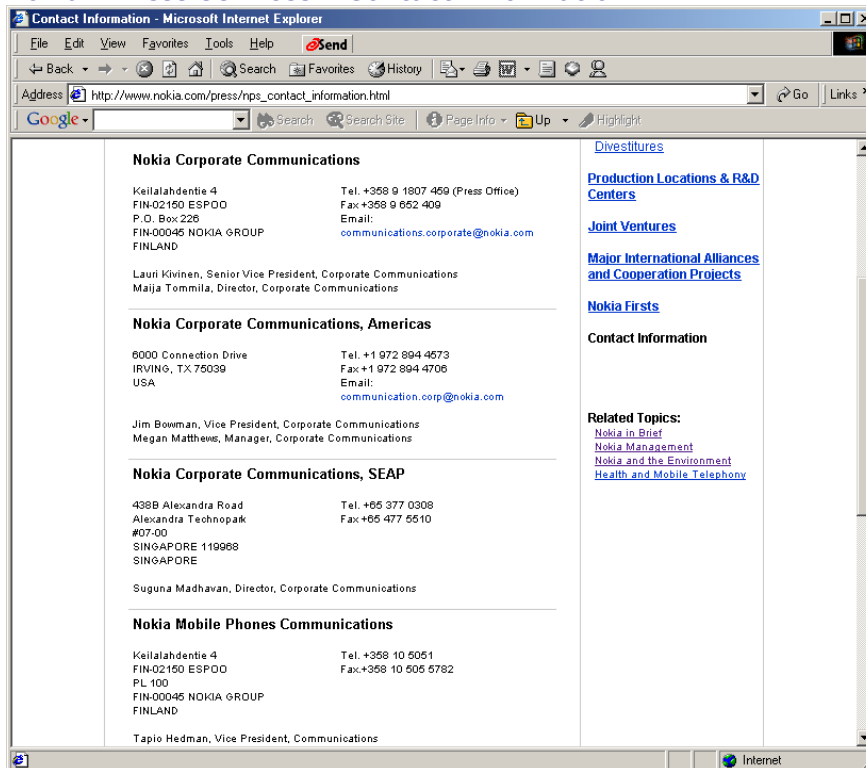 Contact Information - Microsoft Internet Explorer
File Edit View Favorites Tools Help Send
Back Search Favorites History
Address http://www.nokia.com/press/nps_contact_information.html Go Links
Google Search Search Site Page Info Up Highlight
Nokia Corporate Communications
Keilalahdentie 4
FIN-02150 ESPOO
P.O. Box 226
FIN-00045 NOKIA GROUP
FINLAND
Tel. +358 9 1807 459 (Press Office)
Fax +358 9 652 409
Email:
communications.corporate@nokia.com
Lauri Kivinen, Senior Vice President, Corporate Communications
Maija Tommila, Director, Corporate Communications
Nokia Corporate Communications, Americas
6000 Connection Drive
IRVING, TX 75039
USA
Tel. +1 972 894 4573
Fax +1 972 894 4706
Email:
communication.corp@nokia.com
Jim Bowman, Vice President, Corporate Communications
Megan Matthews, Manager, Corporate Communications
Nokia Corporate Communications, SEAP
438B Alexandra Road
Alexandra Technopark
#07-00
SINGAPORE 119968
SINGAPORE
Tel. +65 377 0308
Fax +65 477 5510
Suguna Madhavan, Director, Corporate Communications
Nokia Mobile Phones Communications
Keilalahdentie 4
FIN-02150 ESPOO
PL 100
FIN-00045 NOKIA GROUP
FINLAND
Tel. +358 10 5051
Fax.+358 10 505 5782
Tapio Hedman, Vice President, Communications
Divestitures
Production Locations & R&D
Centers
Joint Ventures
Major International Alliances
and Cooperation Projects
Nokia Firsts
Contact Information
Related Topics:
Nokia in Brief
Nokia Management
Nokia and the Environment
Health and Mobile Telephony
Internet